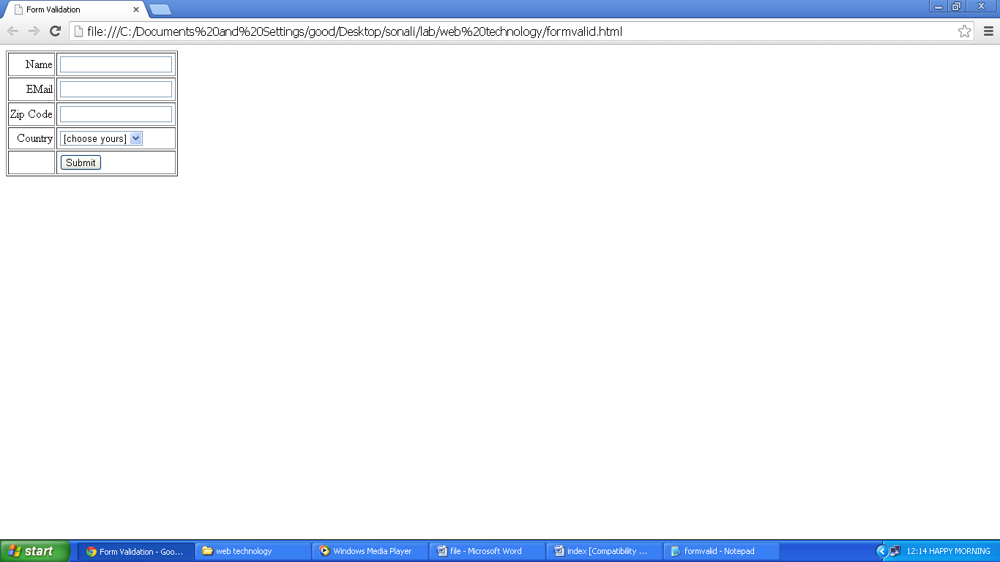 Form Validation
file:///C:/Documents%20and%20Settings/good/Desktop/sonali/lab/web%20technology/formvalid.html
Name
EMail
Zip Code
Country [choose yours]
Submit
start Form Validation - Goo... web technology Windows Media Player file - Microsoft Word index [Compatibility ... formvalid - Notepad 12:14 HAPPY MORNING